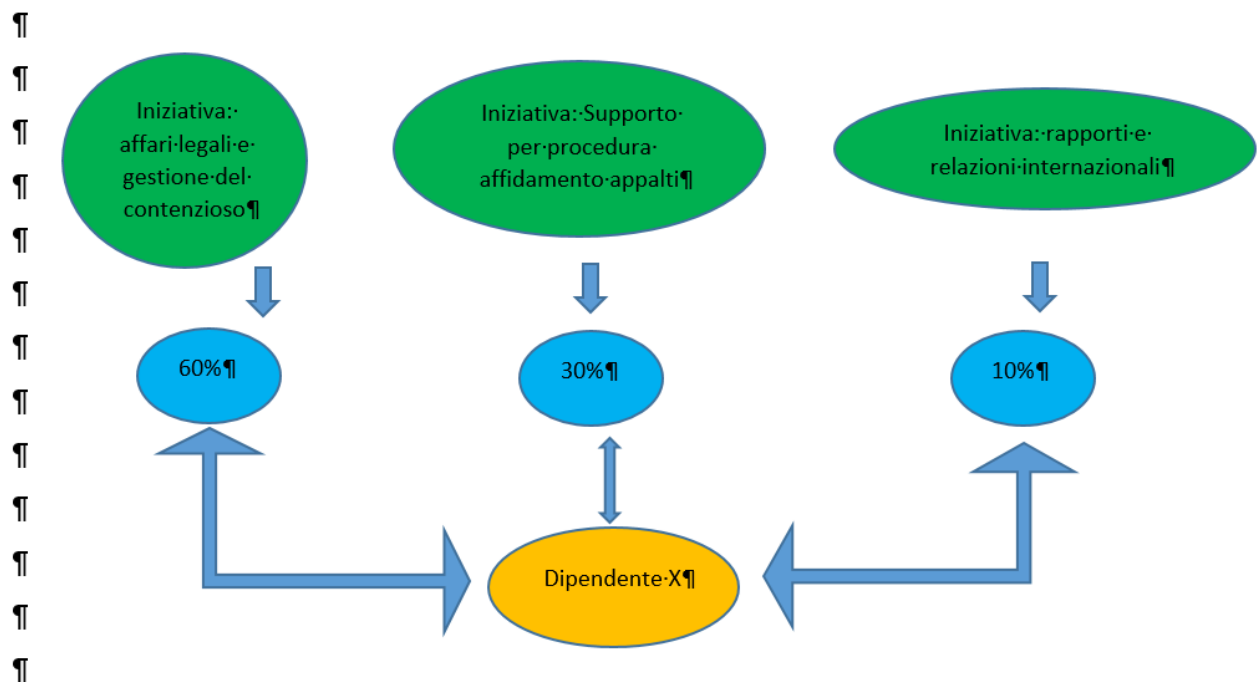 Iniziativa:·
affari·legali·e·
gestione·del·
contenzioso¶
Iniziativa:·Supporto·
per·procedura·
affidamento·appalti¶
Iniziativa:·rapporti·e·
relazioni·internazionali¶
60%¶
30%¶
10%¶
Dipendente·X¶